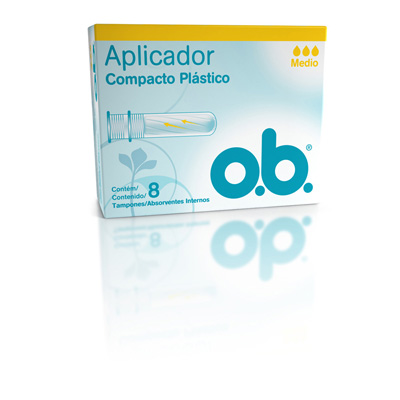 Aplicador
Compacto Plástico
Medio
o.b.®
Contém/
Contenido/ 8
Tampones/Absorventes Internos